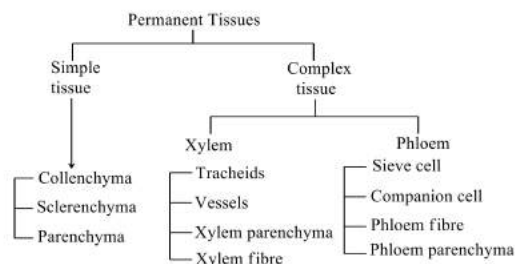 Permanent Tissues
Simple
tissue
Complex
tissue
Xylem
Phloem
Collenchyma
Sclerenchyma
Parenchyma
Tracheids
Vessels
Xylem parenchyma
Xylem fibre
Sieve cell
Companion cell
Phloem fibre
Phloem parenchyma